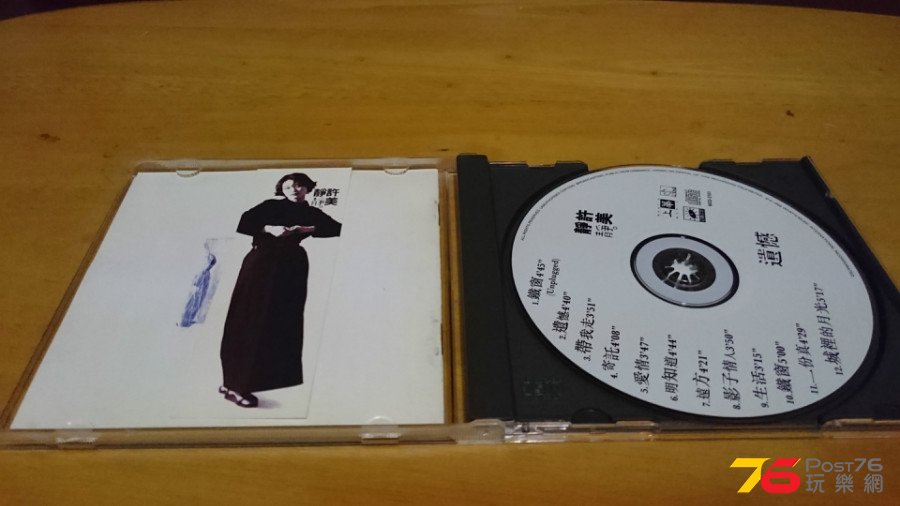 許
美
靜
許
美
靜
上華
遺憾
1. 鐵窗4'45"
(Unplugged)
2. 遺憾4'40"
3. 帶我走3'51"
4. 寄託4'08"
5. 愛情3'47"
6. 明知道4'44"
7. 遠方4'21"
8. 影子情人3'50"
9. 生活3'15"
10. 鐵窗5'00"
11. 一份真4'29"
12. 城裡的月光5'17"
76 POST76
玩樂網